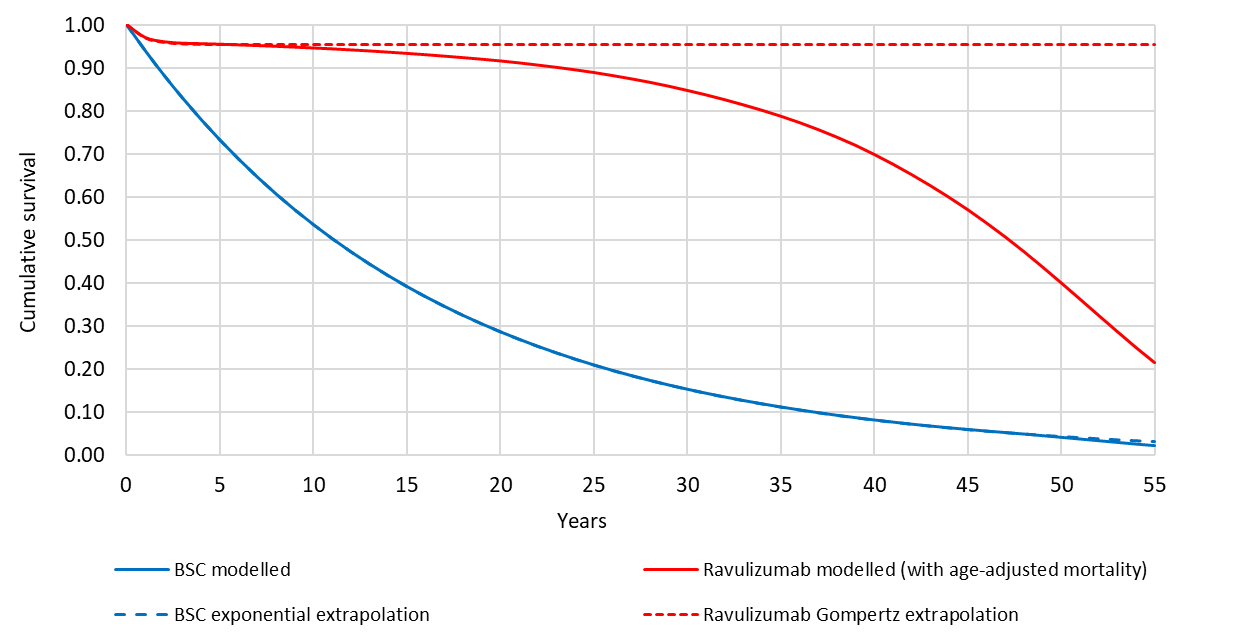 1.00
0.90
0.80
0.70
0.60
0.50
0.40
0.30
0.20
0.10
0.00
Cumulative survival
0 5 10 15 20 25 30 35 40 45 50 55
Years
BSC modelled
Ravulizumab modelled (with age-adjusted mortality)
BSC exponential extrapolation
Ravulizumab Gompertz extrapolation